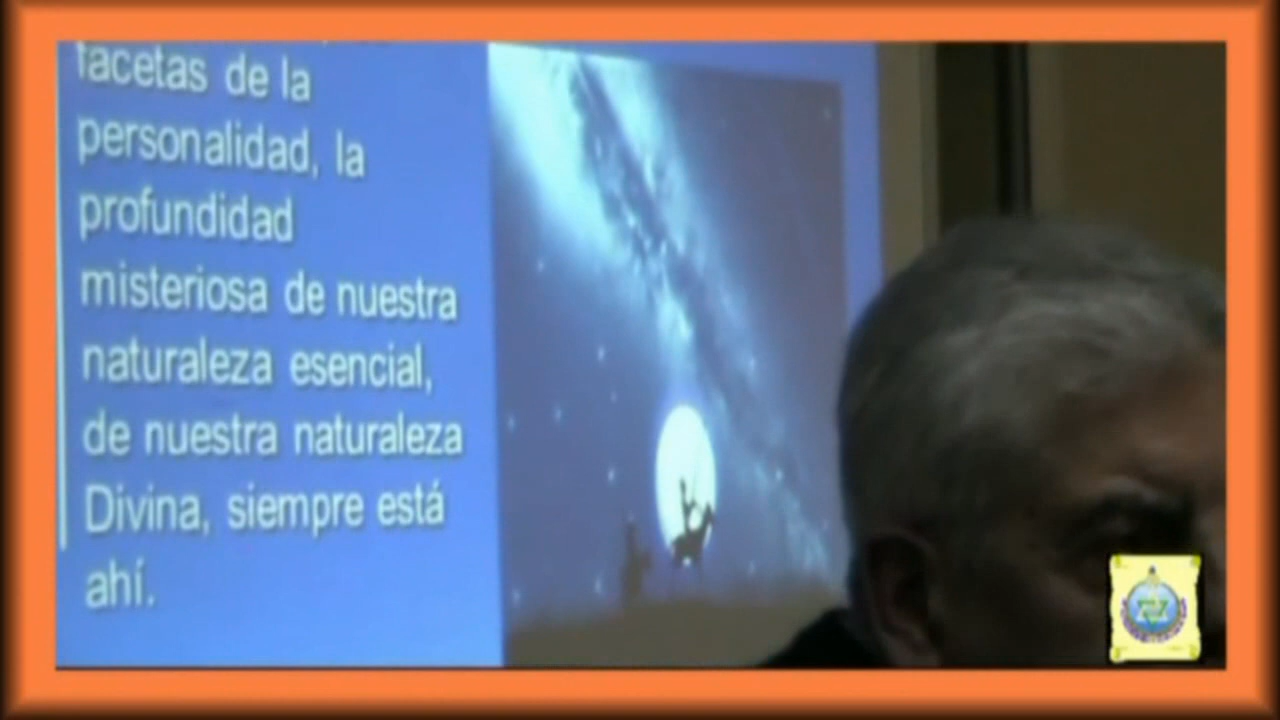 facetas de la
personalidad, la
profundidad
misteriosa de nuestra
naturaleza esencial,
de nuestra naturaleza
Divina, siempre está
ahí.